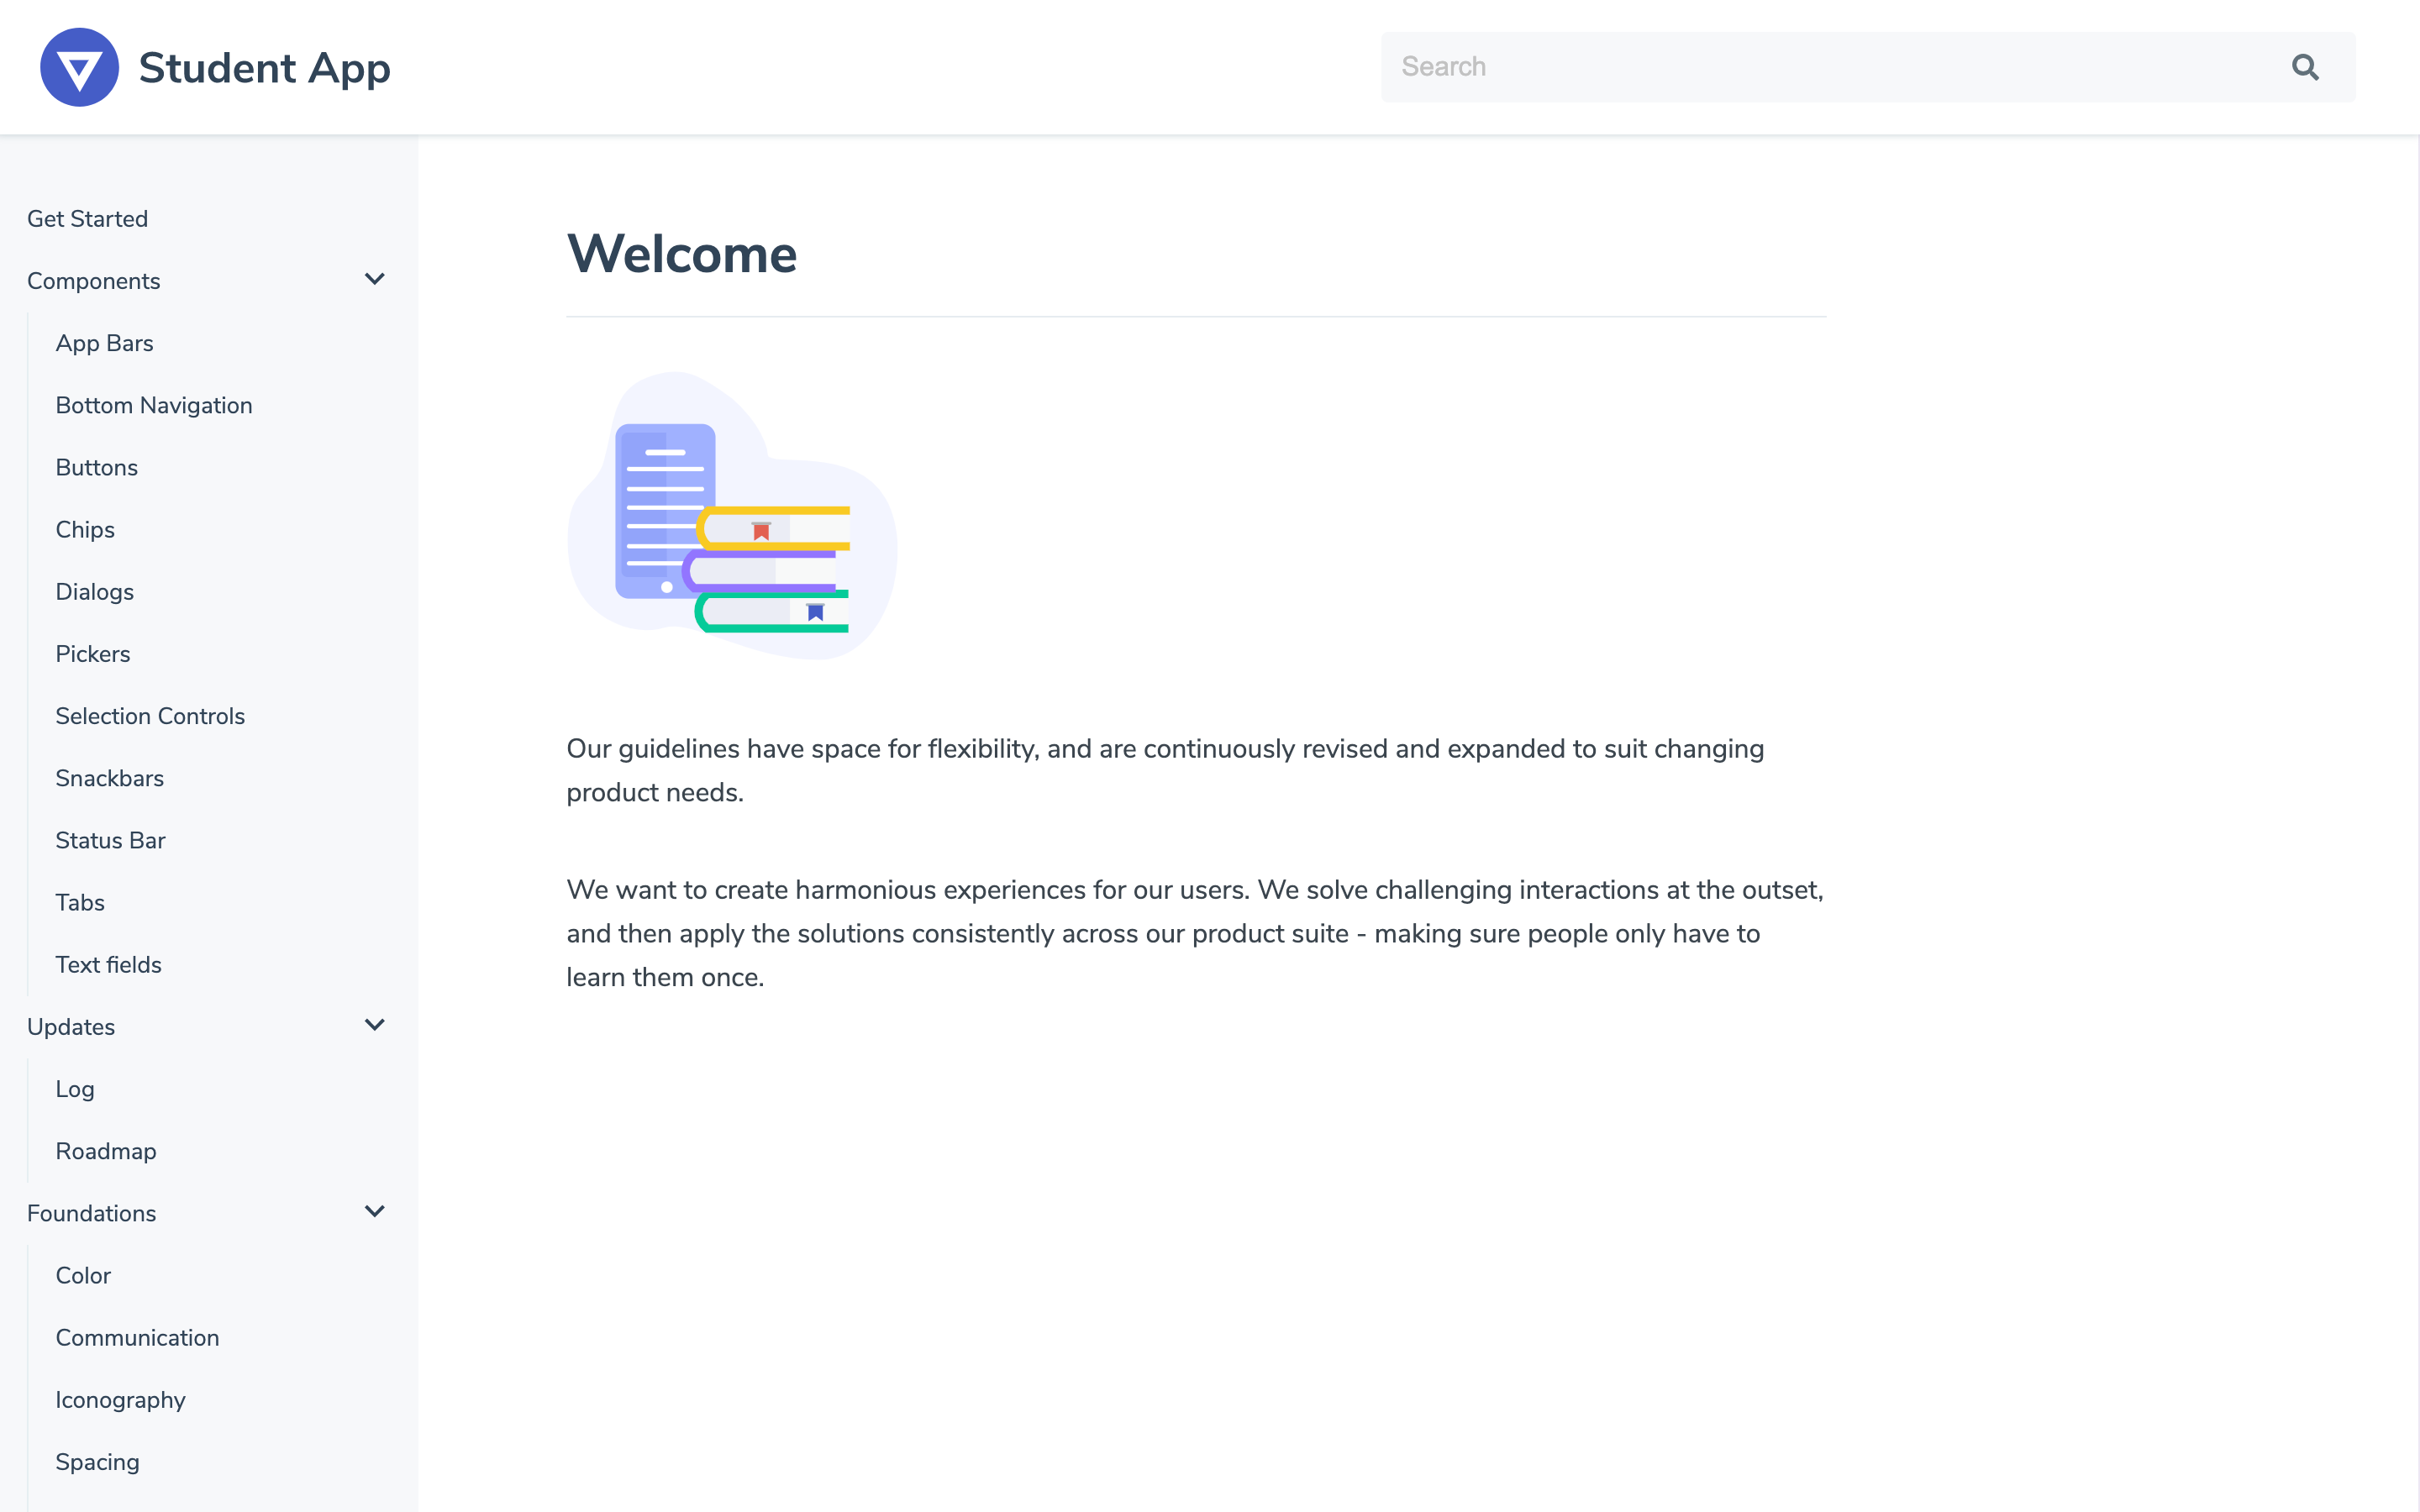 Student App
Search
Get Started
Components
App Bars
Bottom Navigation
Buttons
Chips
Dialogs
Pickers
Selection Controls
Snackbars
Status Bar
Tabs
Text fields
Updates
Log
Roadmap
Foundations
Color
Communication
Iconography
Spacing
Welcome
Our guidelines have space for flexibility, and are continuously revised and expanded to suit changing
product needs.
We want to create harmonious experiences for our users. We solve challenging interactions at the outset,
and then apply the solutions consistently across our product suite - making sure people only have to
learn them once.